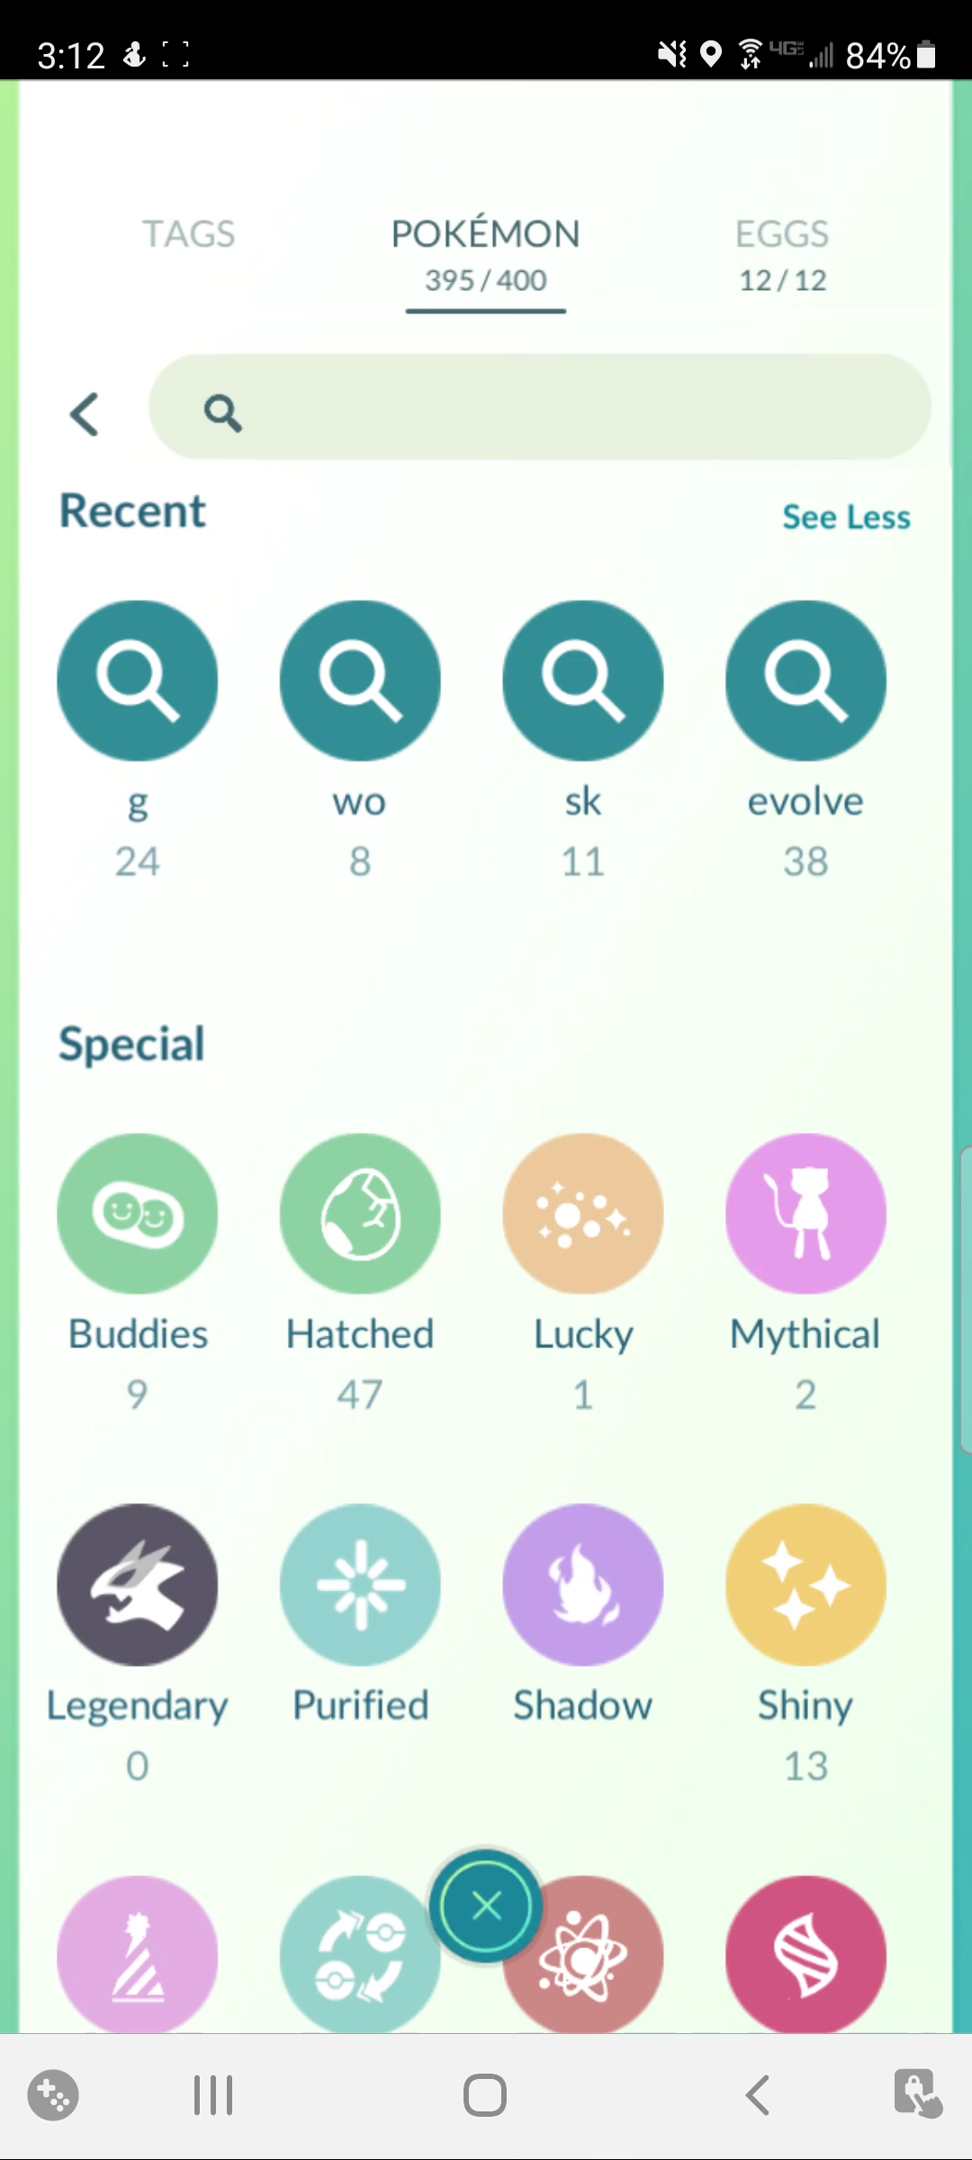 3:12 4GE 84%
TAGS POKÉMON EGGS
395 / 400 12 / 12
Recent See Less
g wo sk evolve
24 8 11 38
Special
Buddies Hatched Lucky Mythical
9 47 1 2
Legendary Purified Shadow Shiny
0 13